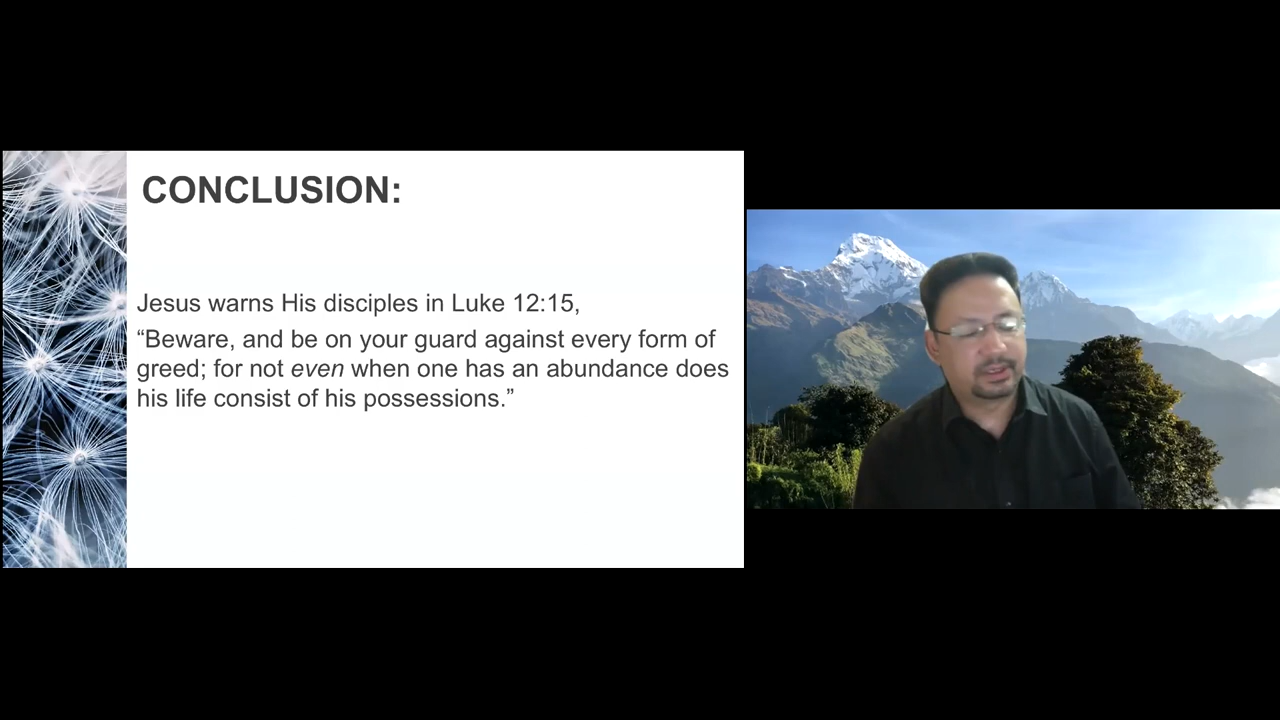 CONCLUSION:
Jesus warns His disciples in Luke 12:15,
“Beware, and be on your guard against every form of
greed; for not even when one has an abundance does
his life consist of his possessions.”